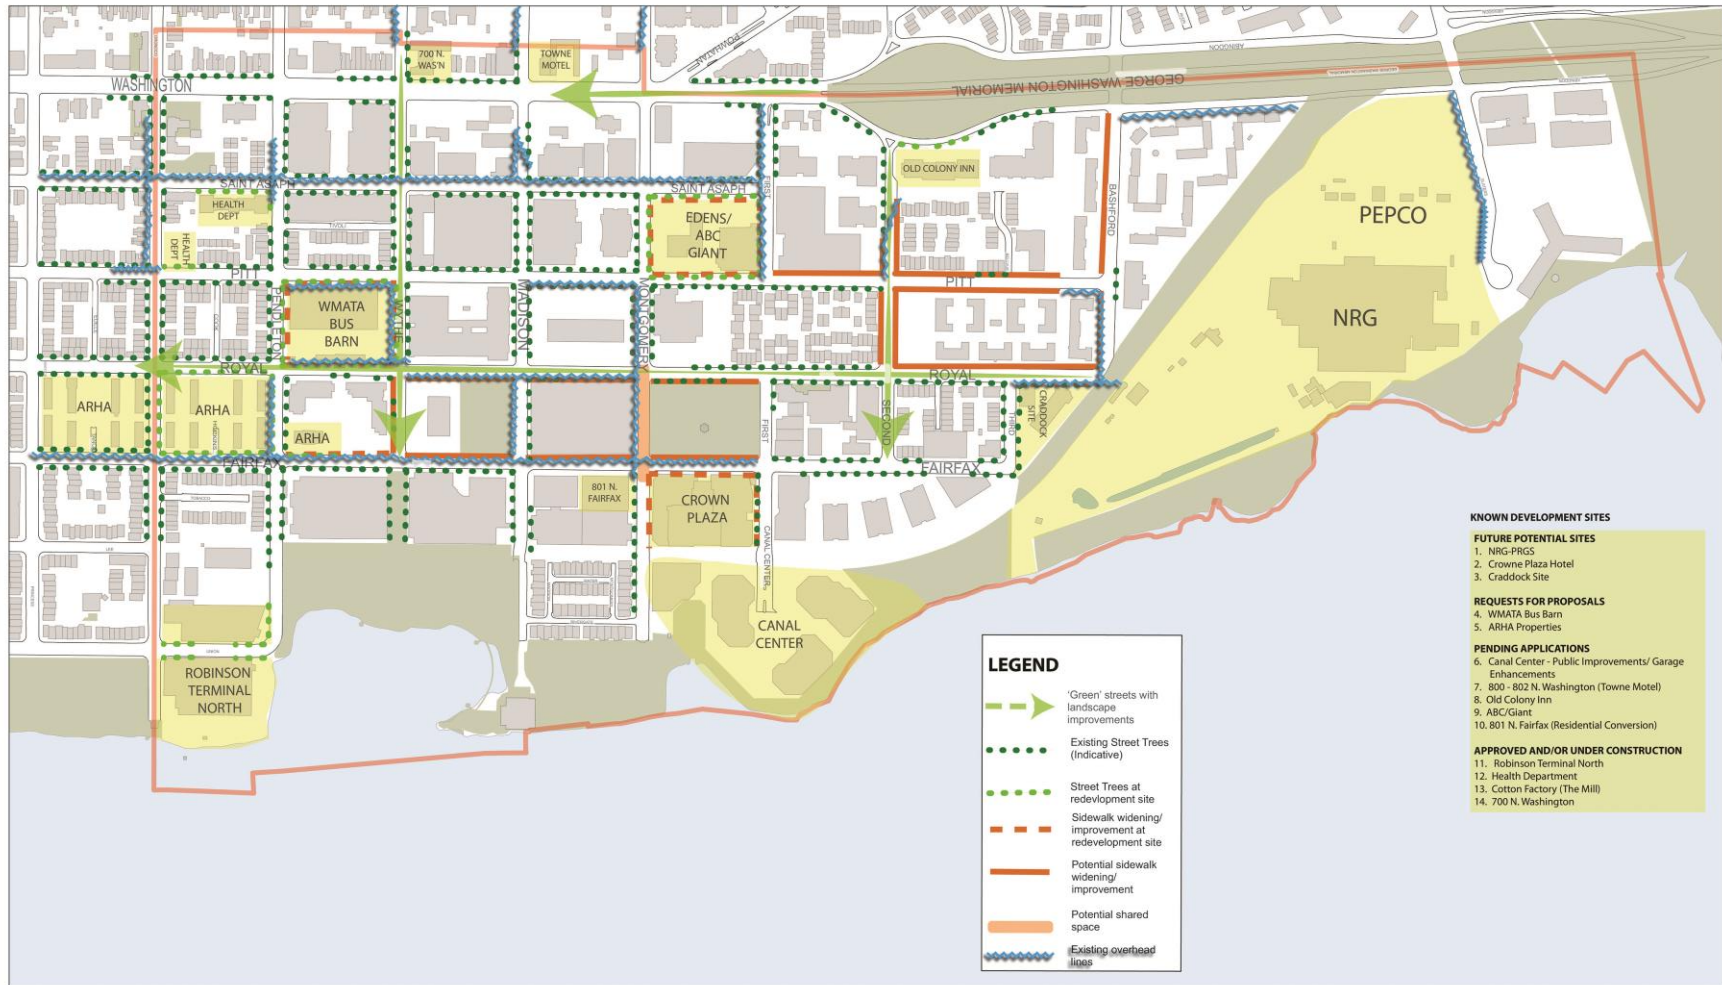 700 N.
WAS'N
TOWNE
MOTEL
POWHATAN
ABINGDON
WASHINGTON
GEORGE WASHINGTON MEMORIAL
OLD COLONY INN
SAINT ASAPH
SAINT ASAPH
FIRST
BASHFORD
HEALTH
DEPT
HEALTH
DEPT
TIVOLI
EDENS/
ABC
GIANT
PEPCO
PITT
PITT
PENDLETON
WMATA
BUS
BARN
WYTHE
MADISON
MONTGOMERY
NRG
ROYAL
ROYAL
ARHA
ARHA
ARHA
FIRST
SECOND
THIRD
CRADDOCK
SITE
FAIRFAX
FAIRFAX
801 N.
FAIRFAX
CROWN
PLAZA
CANAL CENTER
LEE
PRINCESS
CANAL
CENTER
UNION
ROBINSON
TERMINAL
NORTH
KNOWN DEVELOPMENT SITES
FUTURE POTENTIAL SITES
1. NRG-PRGS
2. Crowne Plaza Hotel
3. Craddock Site
REQUESTS FOR PROPOSALS
4. WMATA Bus Barn
5. ARHA Properties
PENDING APPLICATIONS
6. Canal Center - Public Improvements/ Garage
Enhancements
7. 800 - 802 N. Washington (Towne Motel)
8. Old Colony Inn
9. ABC/Giant
10. 801 N. Fairfax (Residential Conversion)
APPROVED AND/OR UNDER CONSTRUCTION
11. Robinson Terminal North
12. Health Department
13. Cotton Factory (The Mill)
14. 700 N. Washington
LEGEND
'Green' streets with
landscape
improvements
Existing Street Trees
(Indicative)
Street Trees at
redevlopment site
Sidewalk widening/
improvement at
redevelopment site
Potential sidewalk
widening/
improvement
Potential shared
space
Existing overhead
lines